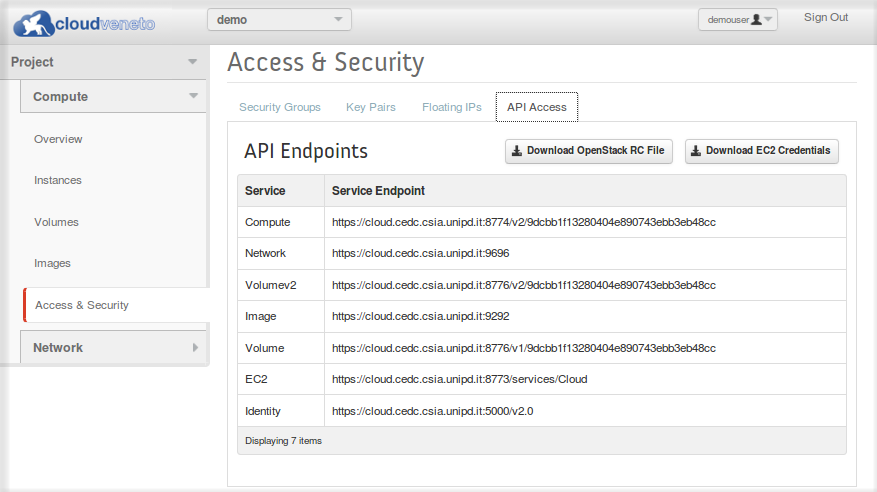 cloudveneto
demo
demouser
Sign Out
Project
Compute
Overview
Instances
Volumes
Images
Access & Security
Network
Access & Security
Security Groups
Key Pairs
Floating IPs
API Access
API Endpoints
Download OpenStack RC File
Download EC2 Credentials
Service Service Endpoint
Compute https://cloud.cedc.csia.unipd.it:8774/v2/9dcbb1f13280404e890743ebb3eb48cc
Network https://cloud.cedc.csia.unipd.it:9696
Volumev2 https://cloud.cedc.csia.unipd.it:8776/v2/9dcbb1f13280404e890743ebb3eb48cc
Image https://cloud.cedc.csia.unipd.it:9292
Volume https://cloud.cedc.csia.unipd.it:8776/v1/9dcbb1f13280404e890743ebb3eb48cc
EC2 https://cloud.cedc.csia.unipd.it:8773/services/Cloud
Identity https://cloud.cedc.csia.unipd.it:5000/v2.0
Displaying 7 items